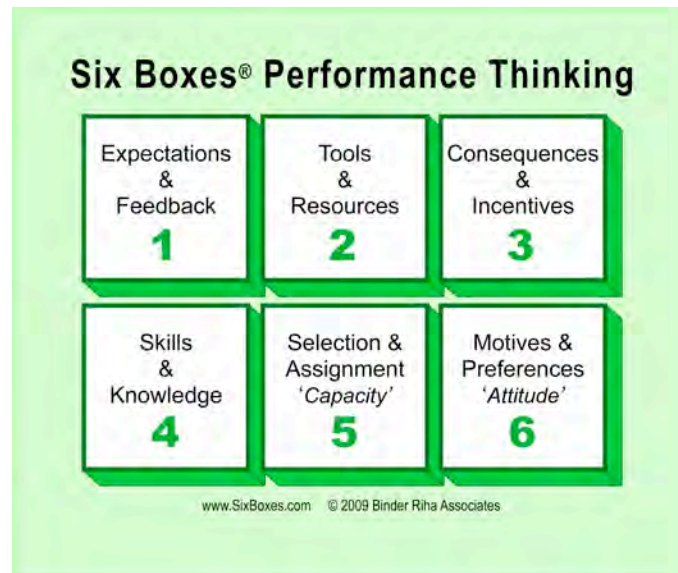 Six Boxes® Performance Thinking
Expectations
&
Feedback
1
Tools
&
Resources
2
Consequences
&
Incentives
3
Skills
&
Knowledge
4
Selection &
Assignment
‘Capacity’
5
Motives &
Preferences
‘Attitude’
6
www.SixBoxes.com © 2009 Binder Riha Associates